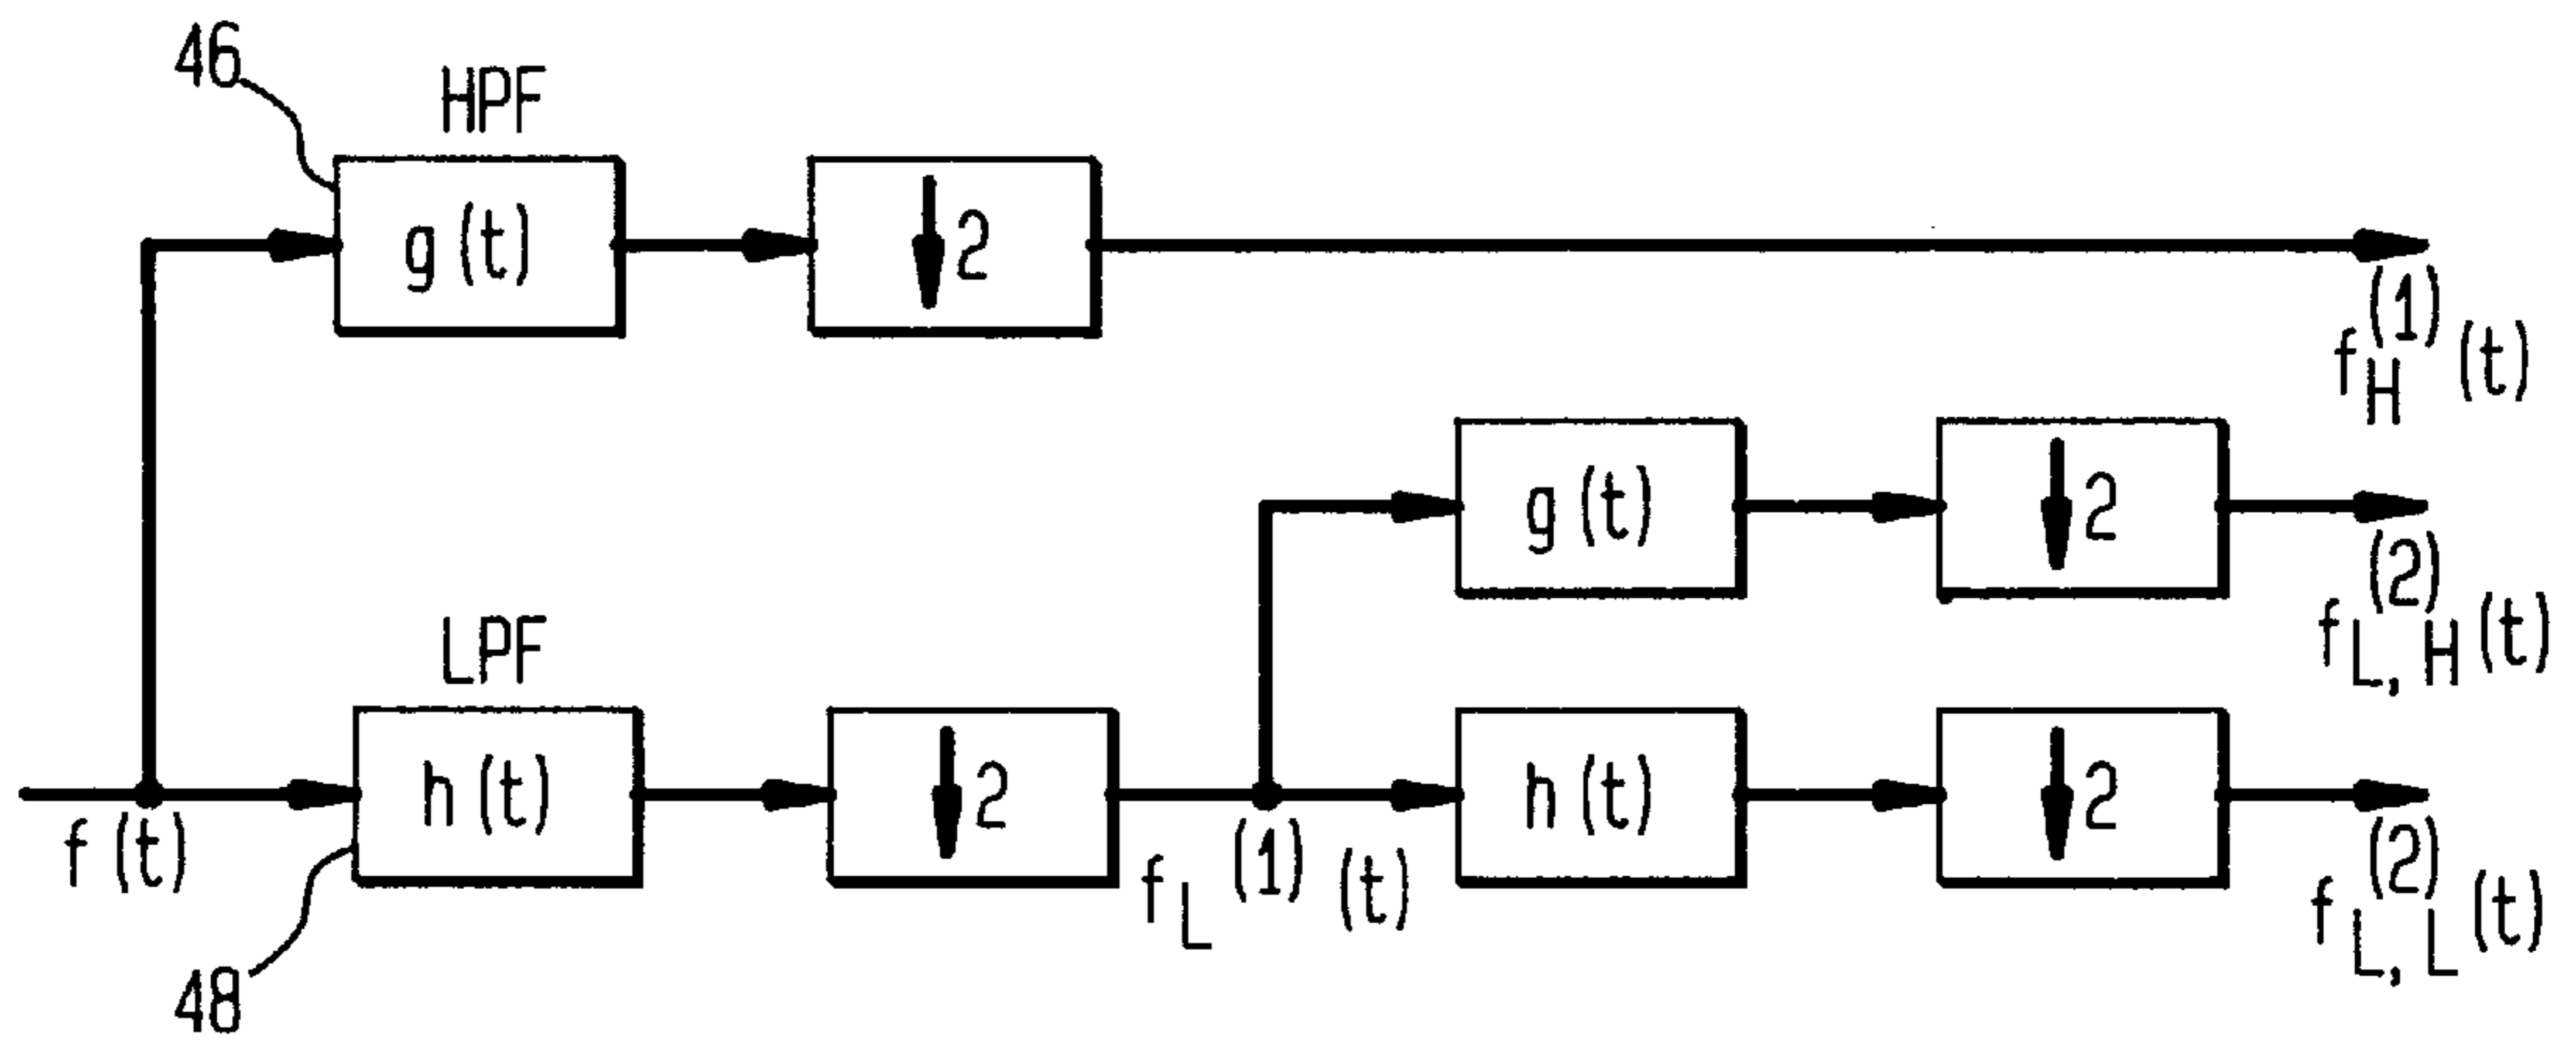 46
HPF
g(t)
2
f_H^(1)(t)
g(t)
2
f_L,H^(2)(t)
LPF
h(t)
2
h(t)
2
f(t)
f_L^(1)(t)
f_L,L^(2)(t)
48